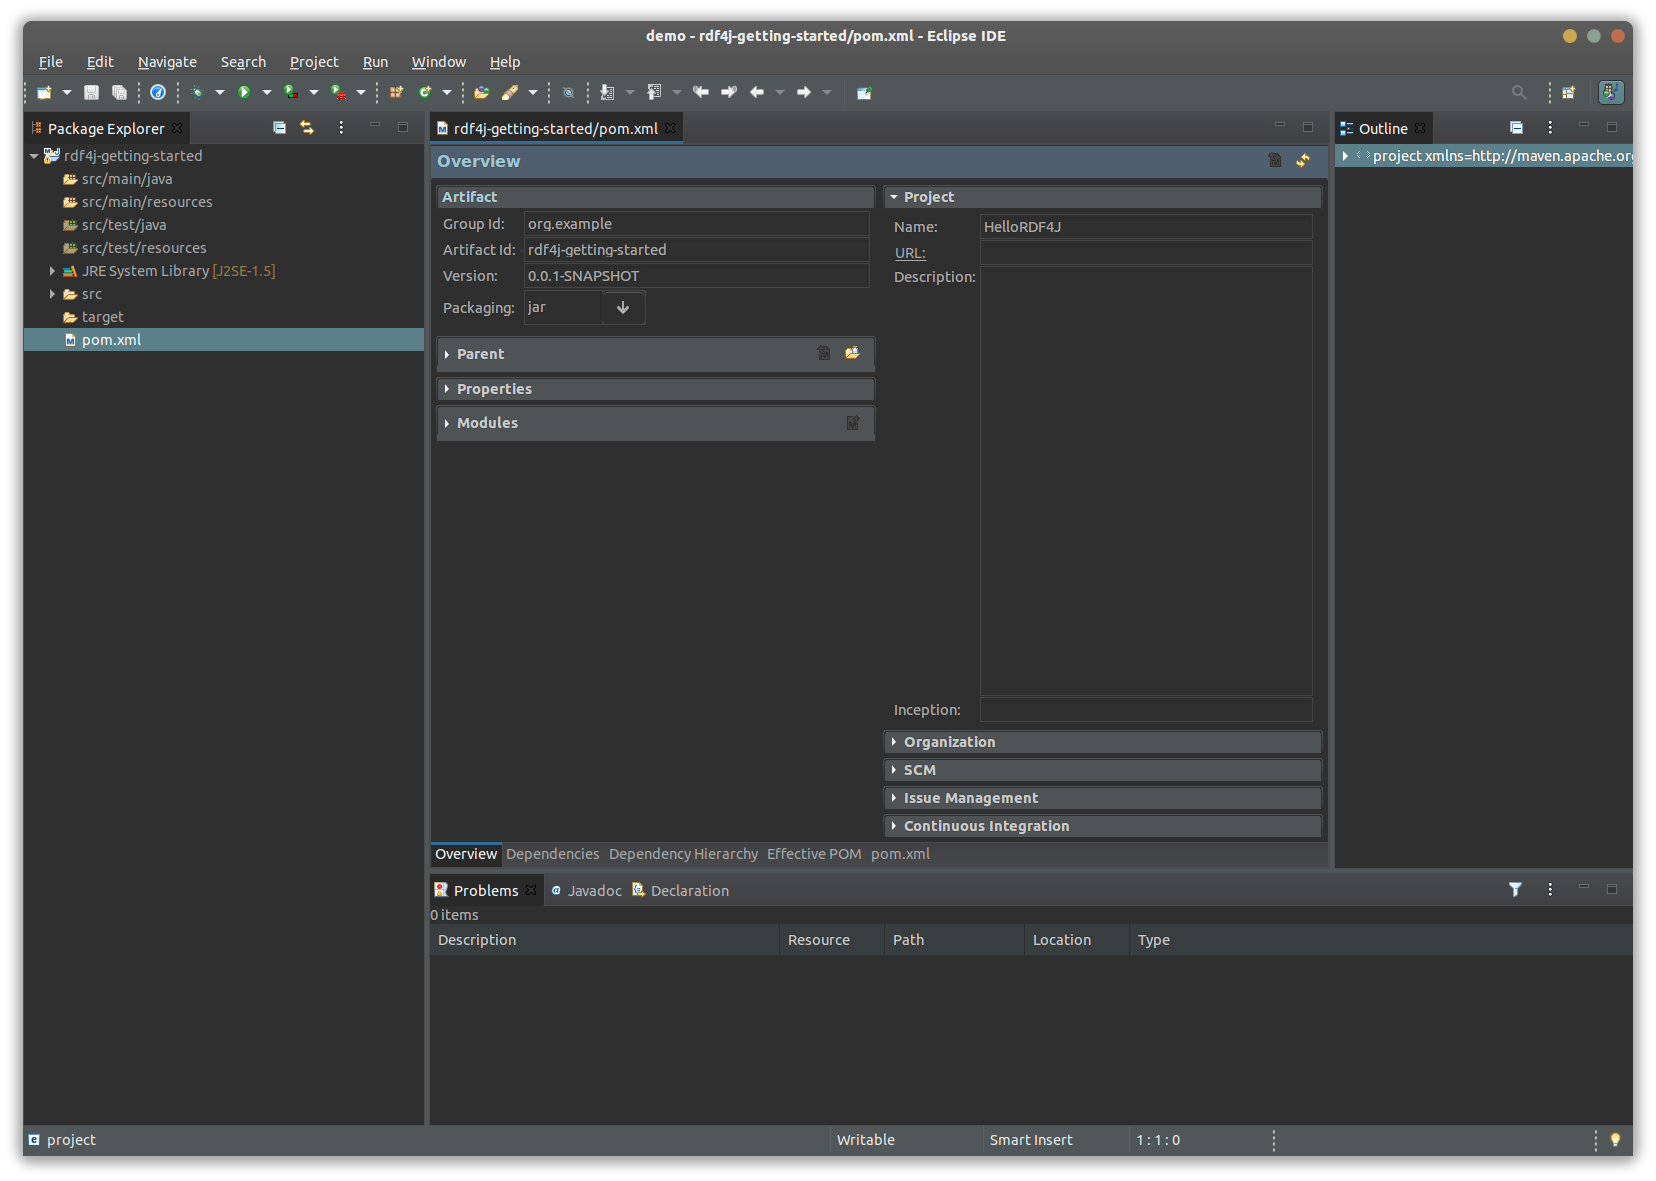 demo - rdf4j-getting-started/pom.xml - Eclipse IDE
File Edit Navigate Search Project Run Window Help
Package Explorer
rdf4j-getting-started
src/main/java
src/main/resources
src/test/java
src/test/resources
JRE System Library [J2SE-1.5]
src
target
pom.xml
rdf4j-getting-started/pom.xml
Overview
Artifact
Group Id: org.example
Artifact Id: rdf4j-getting-started
Version: 0.0.1-SNAPSHOT
Packaging: jar
Parent
Properties
Modules
Project
Name: HelloRDF4J
URL:
Description:
Inception:
Organization
SCM
Issue Management
Continuous Integration
Overview Dependencies Dependency Hierarchy Effective POM pom.xml
Outline
project xmlns=http://maven.apache.org
Problems Javadoc Declaration
0 items
Description Resource Path Location Type
project Writable Smart Insert 1 : 1 : 0